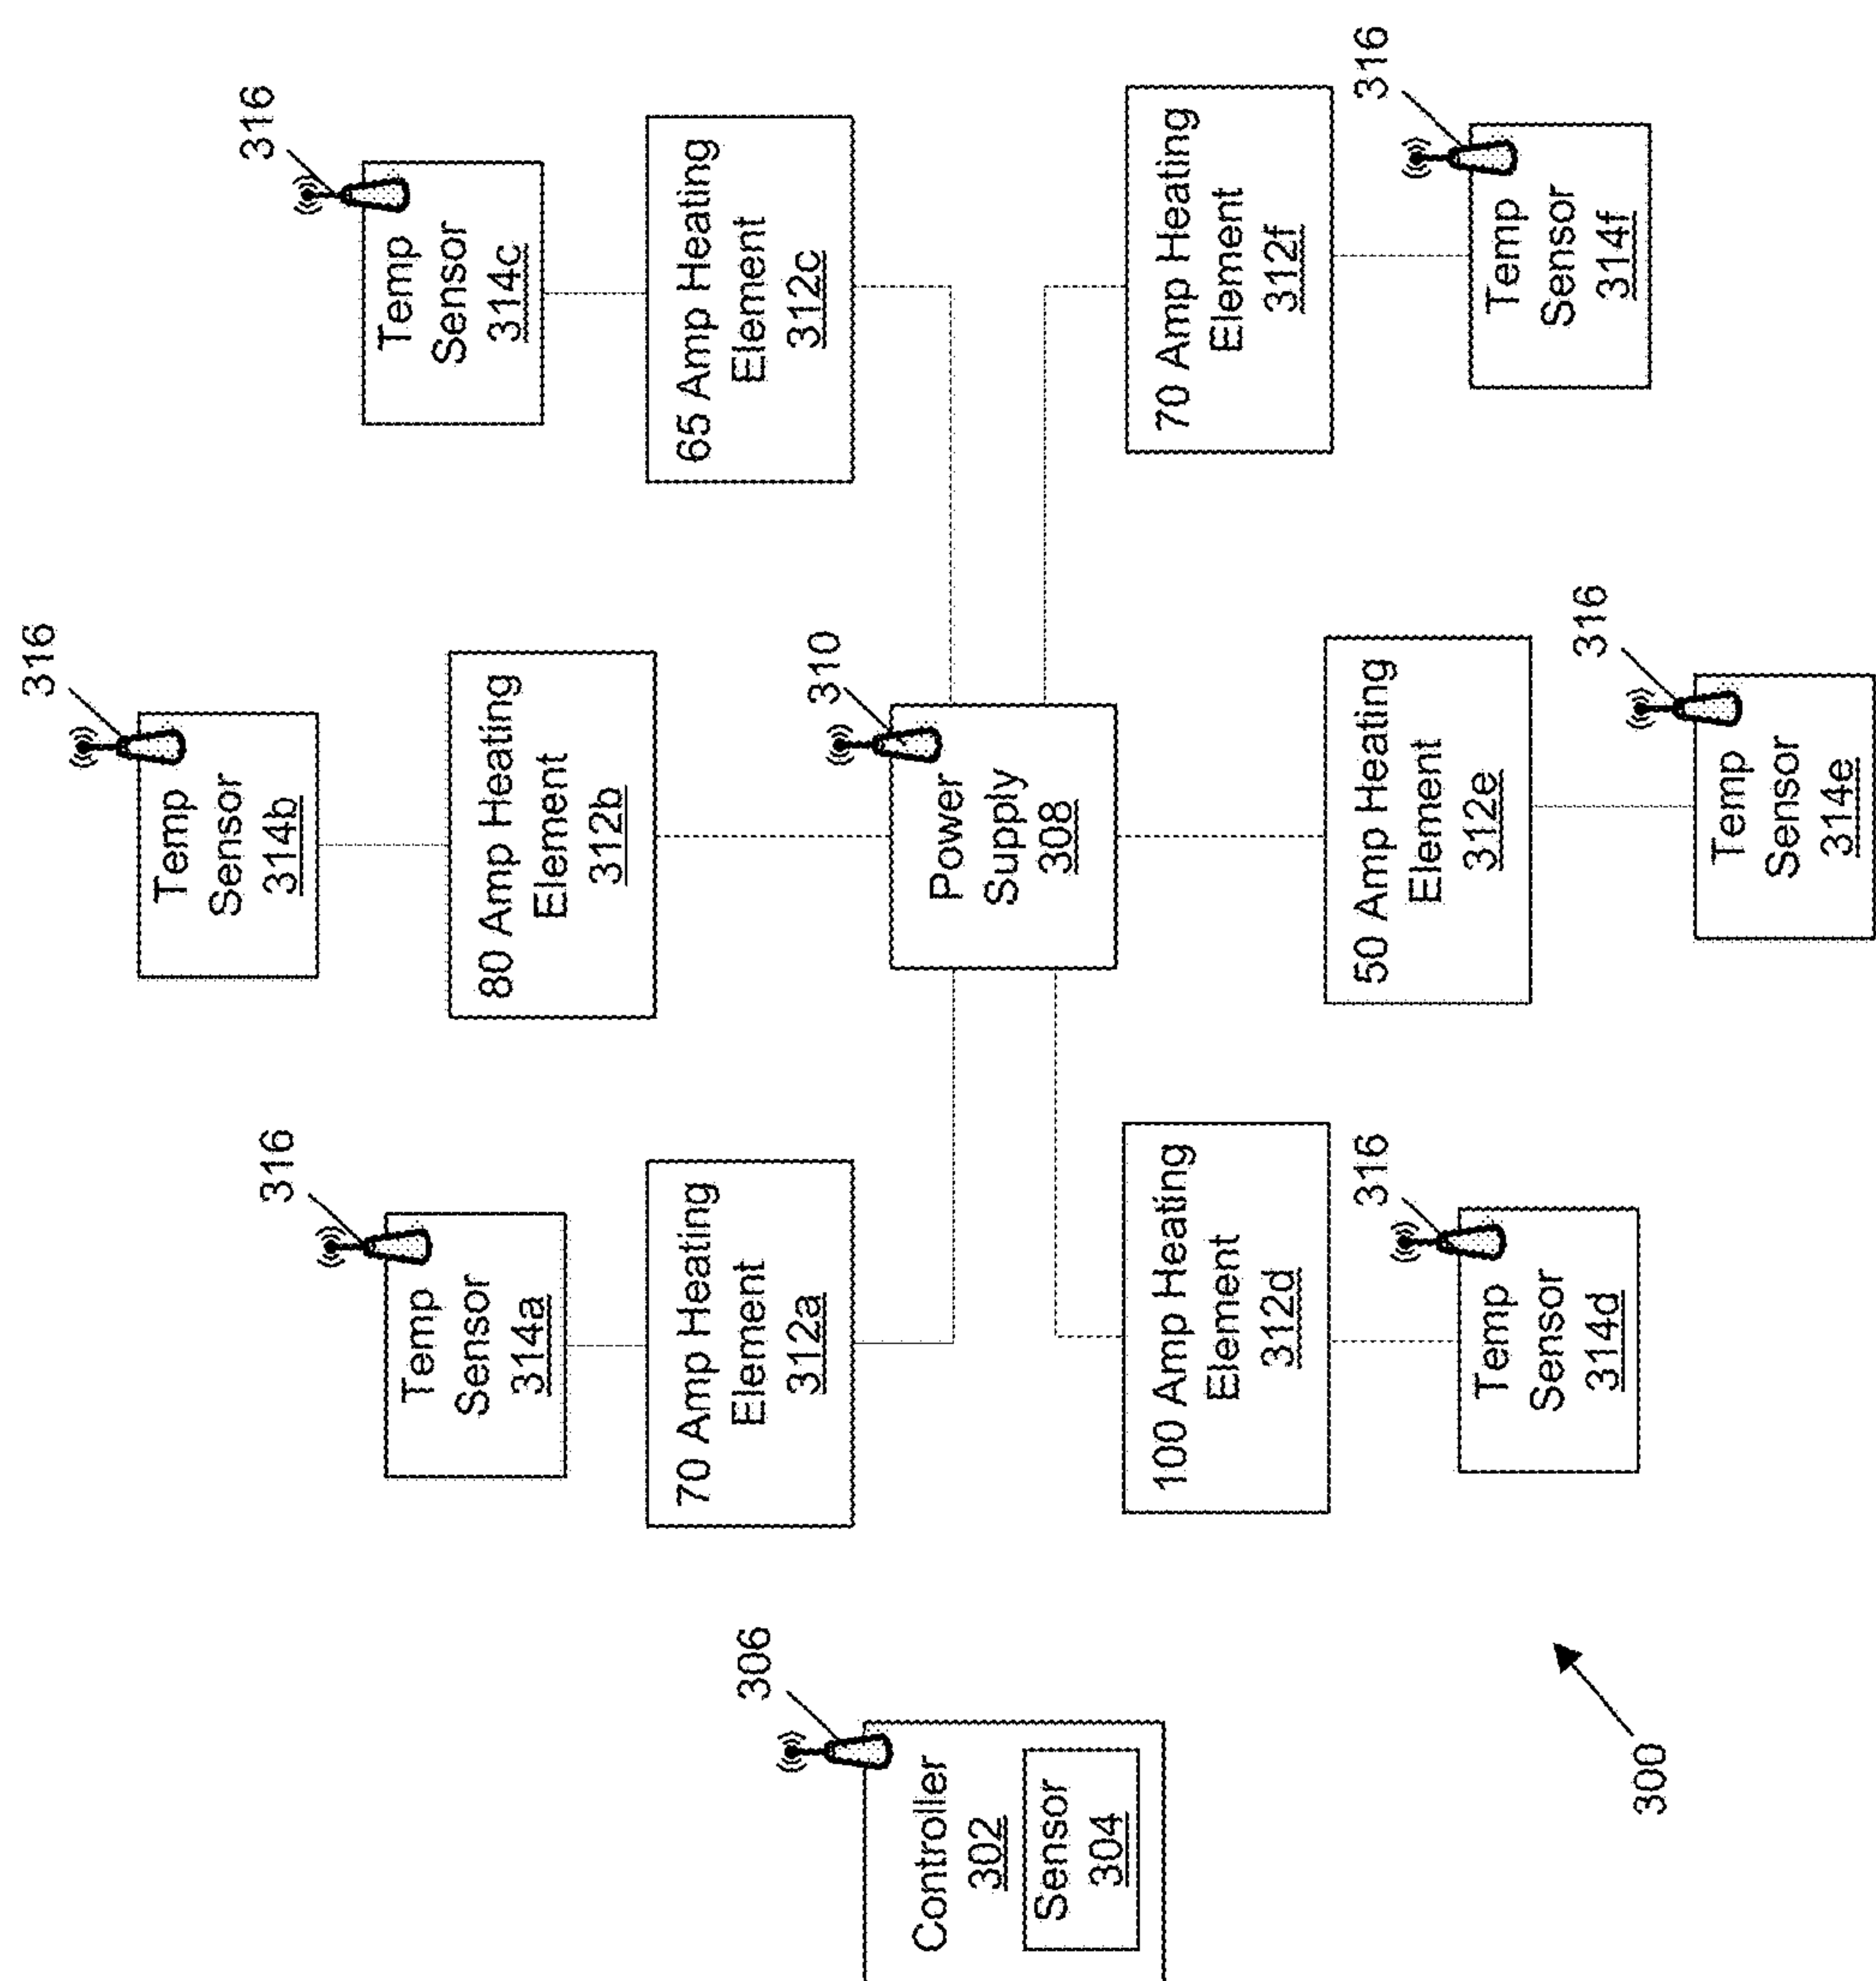 316
Temp
Sensor
314a
70 Amp Heating
Element
312a
316
Temp
Sensor
314b
80 Amp Heating
Element
312b
316
Temp
Sensor
314c
65 Amp Heating
Element
312c
306
Controller
302
Sensor
304
310
Power
Supply
308
100 Amp Heating
Element
312d
316
Temp
Sensor
314d
50 Amp Heating
Element
312e
316
Temp
Sensor
314e
70 Amp Heating
Element
312f
316
Temp
Sensor
314f
300